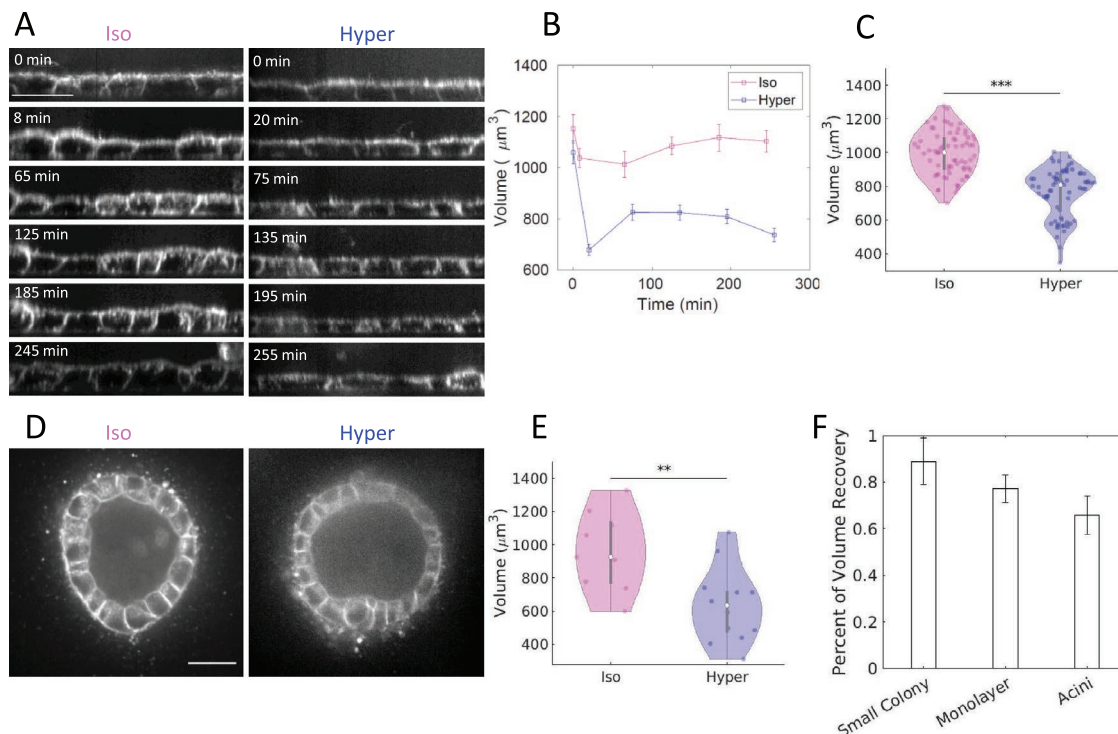 A
Iso
Hyper
0 min
8 min
65 min
125 min
185 min
245 min
0 min
20 min
75 min
135 min
195 min
255 min
B
Volume ( μm³)
1400
1200
1000
800
600
0
100
200
300
Time (min)
Iso
Hyper
C
Volume (μm³)
1400
1200
1000
800
600
400
***
Iso
Hyper
D
Iso
Hyper
E
Volume (μm³)
1400
1200
1000
800
600
400
**
Iso
Hyper
F
Percent of Volume Recovery
1
0.8
0.6
0.4
0.2
0
Small Colony
Monolayer
Acini